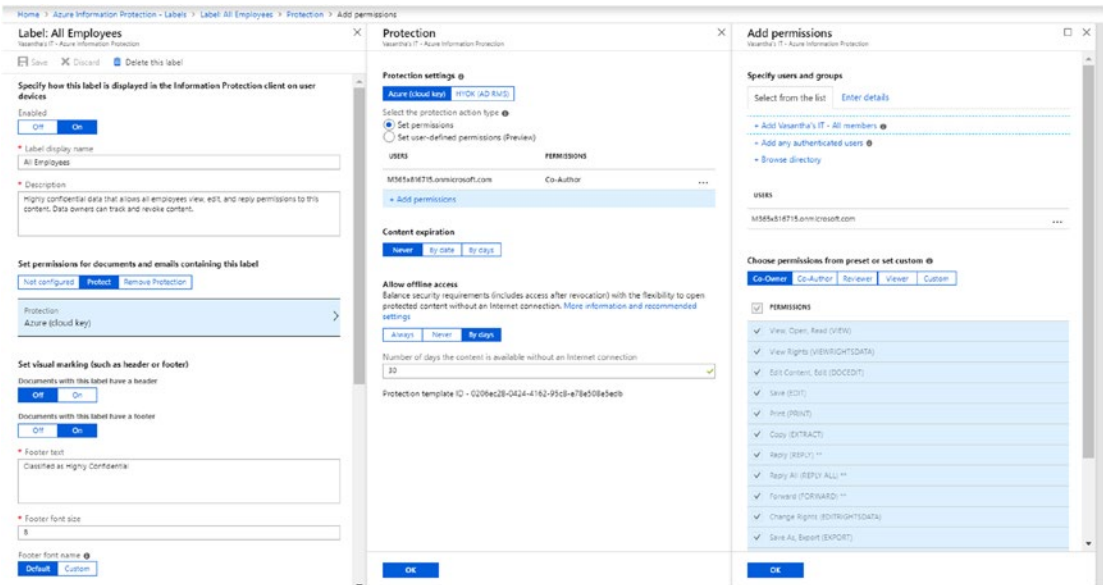 Home > Azure Information Protection - Labels > Label: All Employees > Protection > Add permissions
Label: All Employees
Vasantha's IT - Azure Information Protection
Save Discard Delete this label
Specify how this label is displayed in the Information Protection client on user
devices
Enabled
Off On
* Label display name
All Employees
* Description
Highly confidential data that allows all employees view, edit, and reply permissions to this
content. Data owners can track and revoke content.
Set permissions for documents and emails containing this label
Not configured Protect Remove Protection
Protection
Azure (cloud key)
Set visual marking (such as header or footer)
Documents with this label have a header
Off On
Documents with this label have a footer
Off On
* Footer text
Classified as Highly Confidential
* Footer font size
8
Footer font name
Default Custom
Protection
Vasantha's IT - Azure Information Protection
Protection settings
Azure (cloud key) HYOK (AD RMS)
Select the protection action type
Set permissions
Set user-defined permissions (Preview)
USERS PERMISSIONS
M365x816715.onmicrosoft.com Co-Author ...
+ Add permissions
Content expiration
Never By date By days
Allow offline access
Balance security requirements (includes access after revocation) with the flexibility to open
protected content without an Internet connection. More information and recommended
settings
Always Never By days
Number of days the content is available without an Internet connection
30
Protection template ID - 0206ec28-0424-4162-95c8-a78e508e5edb
OK
Add permissions
Vasantha's IT - Azure Information Protection
Specify users and groups
Select from the list Enter details
+ Add Vasantha's IT - All members
+ Add any authenticated users
+ Browse directory
USERS
M365x816715.onmicrosoft.com ...
Choose permissions from preset or set custom
Co-Owner Co-Author Reviewer Viewer Custom
PERMISSIONS
View, Open, Read (VIEW)
View Rights (VIEWRIGHTSDATA)
Edit Content, Edit (DOCEDIT)
Save (EDIT)
Print (PRINT)
Copy (EXTRACT)
Reply (REPLY) **
Reply All (REPLY ALL) **
Forward (FORWARD) **
Change Rights (EDITRIGHTSDATA)
Save As, Export (EXPORT)
OK